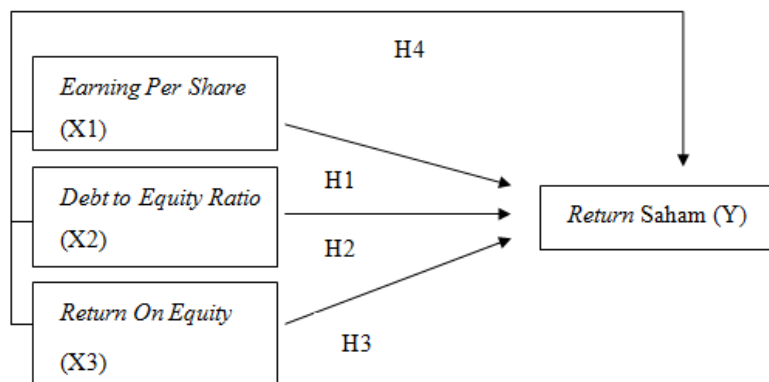 H4
Earning Per Share
(X1)
H1
Debt to Equity Ratio
(X2)
Return Saham (Y)
H2
Return On Equity
(X3)
H3